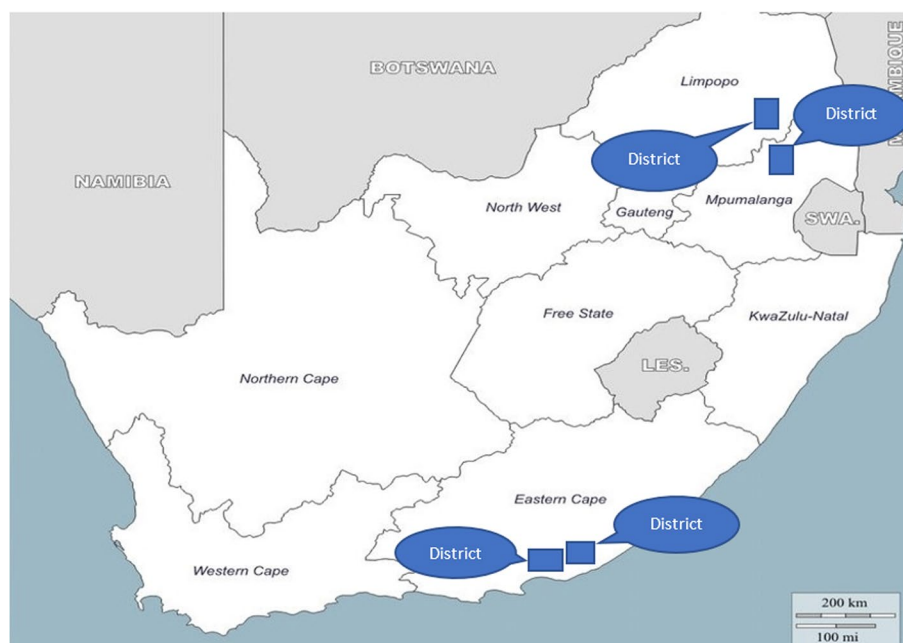 BOTSWANA
Limpopo
District
District
NAMIBIA
North West
Gauteng
Mpumalanga
SWA.
Free State
KwaZulu-Natal
LES.
Northern Cape
Eastern Cape
District
District
Western Cape
200 km
100 mi